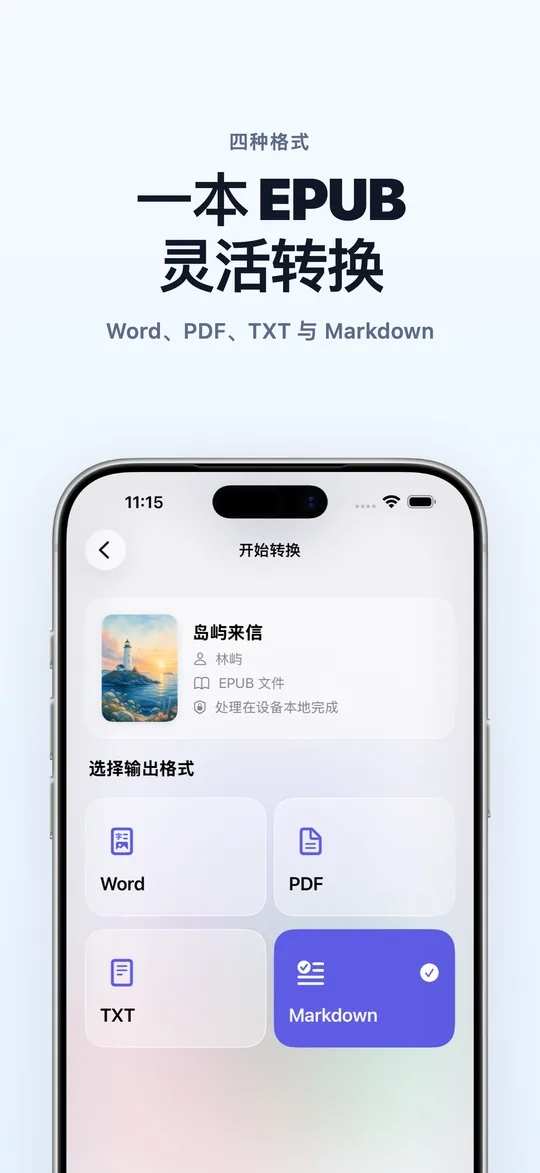 四种格式
一本 EPUB
灵活转换
Word、PDF、TXT 与 Markdown
11:15
开始转换
岛屿来信
林屿
EPUB 文件
处理在设备本地完成
选择输出格式
Word
PDF
TXT
Markdown